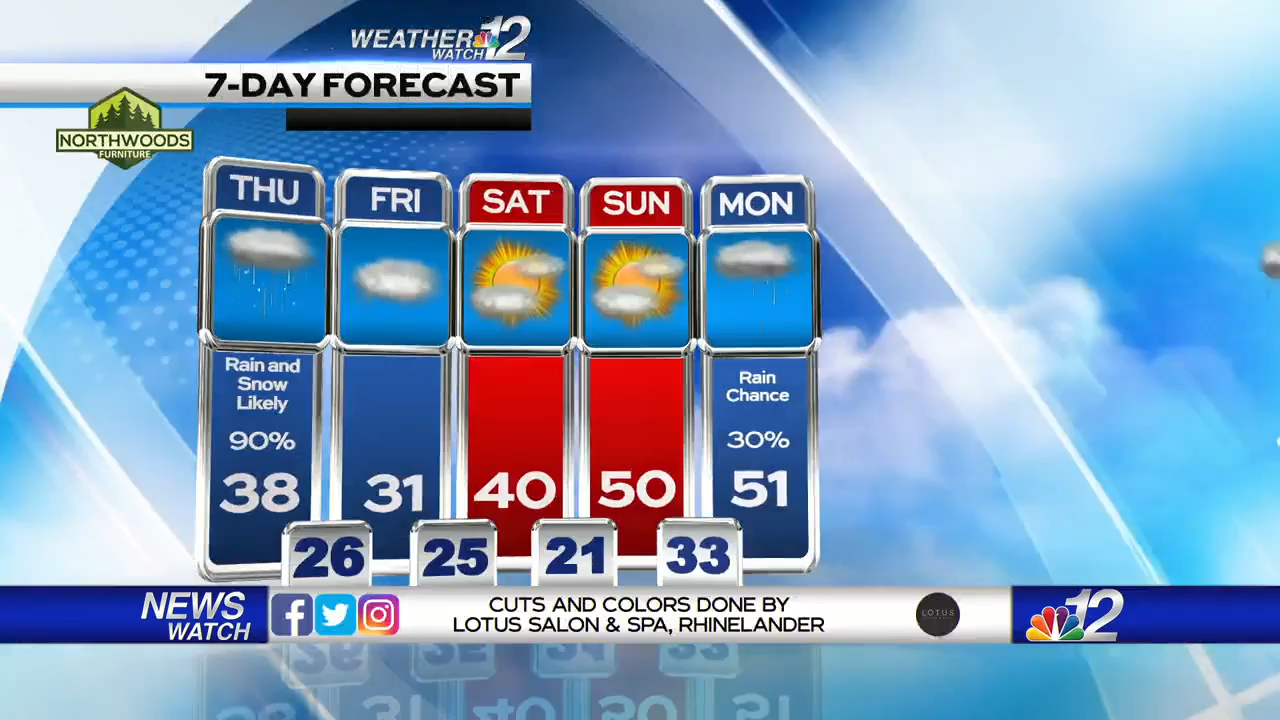 WEATHER 12
WATCH
7-DAY FORECAST
NORTHWOODS
FURNITURE
THU
FRI
SAT
SUN
MON
Rain and
Snow
Likely
90%
38
31
40
50
Rain
Chance
30%
51
26
25
21
33
NEWS
WATCH
CUTS AND COLORS DONE BY
LOTUS SALON & SPA, RHINELANDER
LOTUS
12